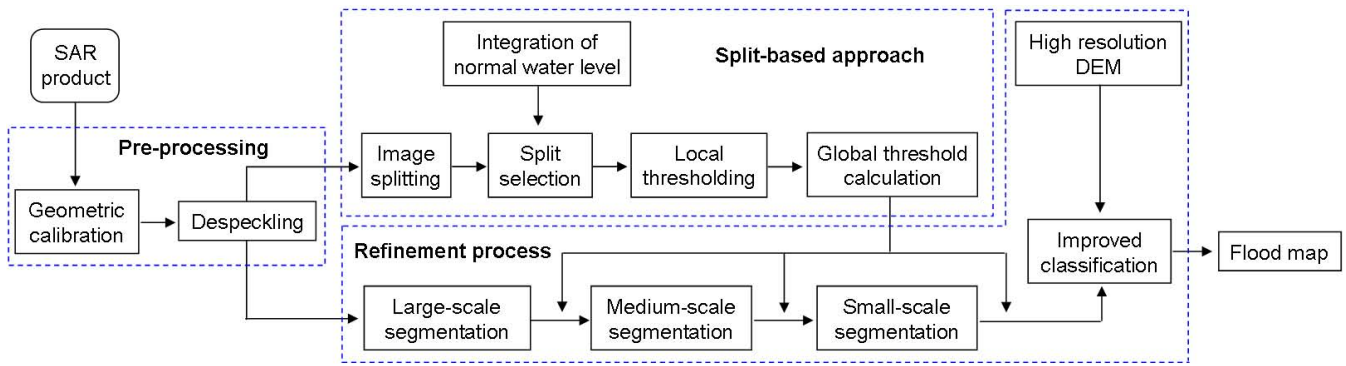 SAR
product
Pre-processing
Geometric
calibration
Despeckling
Integration of
normal water level
Split-based approach
Image
splitting
Split
selection
Local
thresholding
Global threshold
calculation
High resolution
DEM
Refinement process
Large-scale
segmentation
Medium-scale
segmentation
Small-scale
segmentation
Improved
classification
Flood map